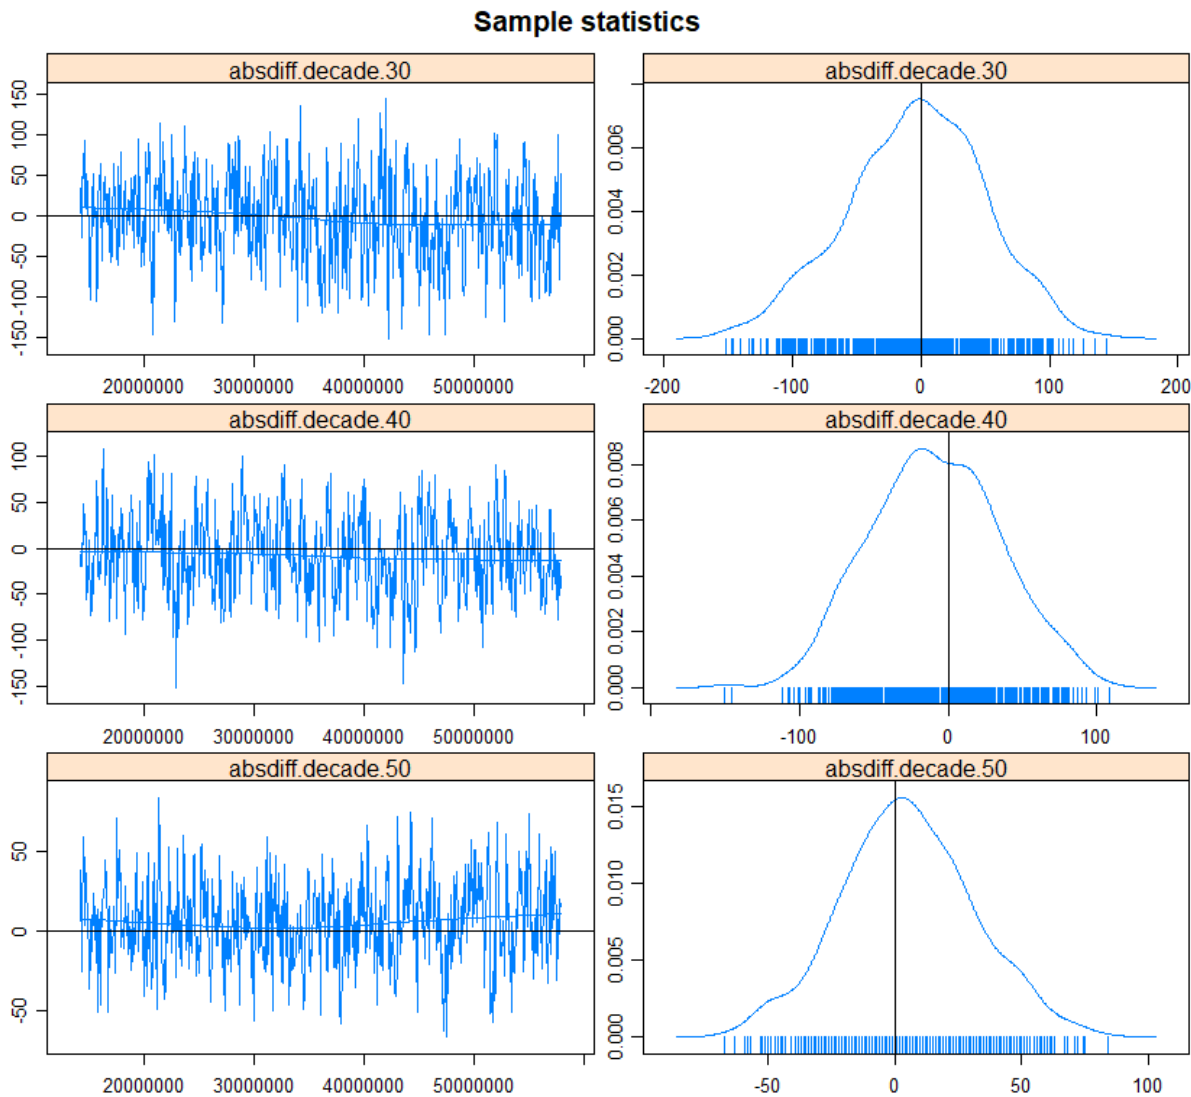 Sample statistics
absdiff.decade.30
-150 -100 -50 0 50 100 150
20000000 30000000 40000000 50000000
absdiff.decade.30
0.000 0.002 0.004 0.006
-200 -100 0 100 200
absdiff.decade.40
-150 -100 -50 0 50 100
20000000 30000000 40000000 50000000
absdiff.decade.40
0.000 0.002 0.004 0.006 0.008
-100 0 100
absdiff.decade.50
-50 0 50
20000000 30000000 40000000 50000000
absdiff.decade.50
0.000 0.005 0.010 0.015
-50 0 50 100